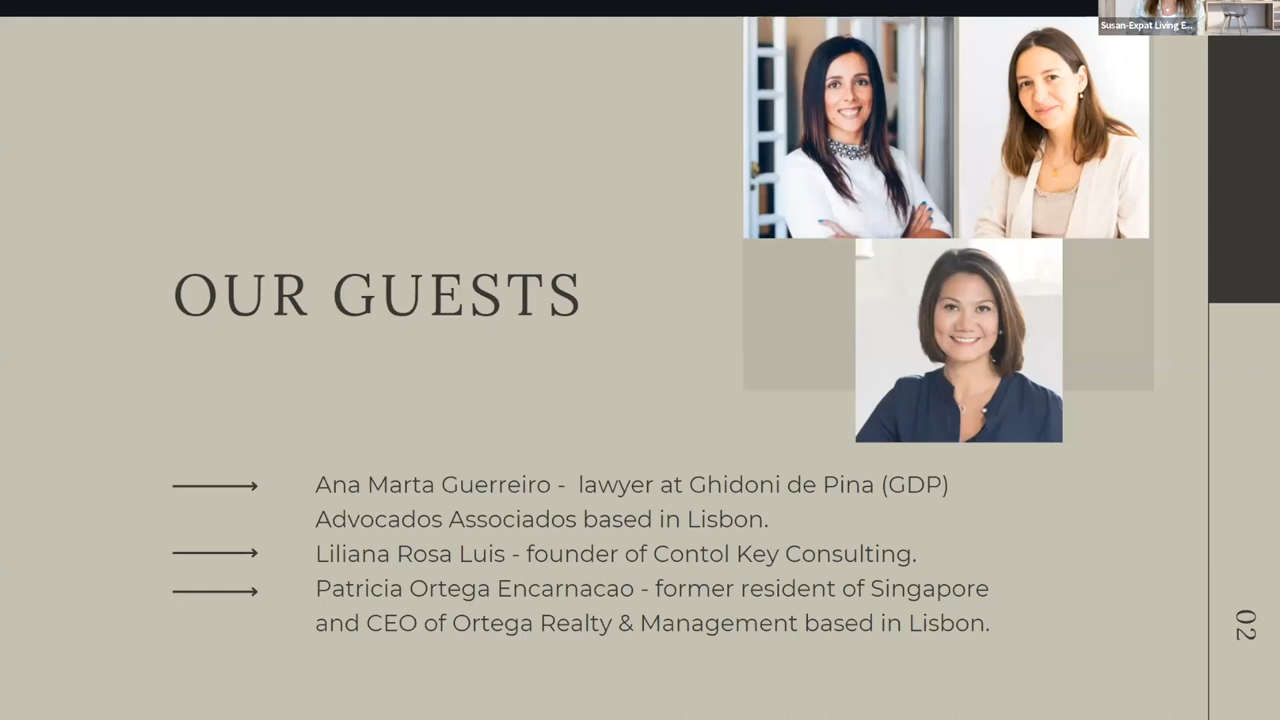 Susan-Expat Living E...
OUR GUESTS
Ana Marta Guerreiro -  lawyer at Ghidoni de Pina (GDP)
Advocados Associados based in Lisbon.
Liliana Rosa Luis - founder of Contol Key Consulting.
Patricia Ortega Encarnacao - former resident of Singapore
and CEO of Ortega Realty & Management based in Lisbon.
02